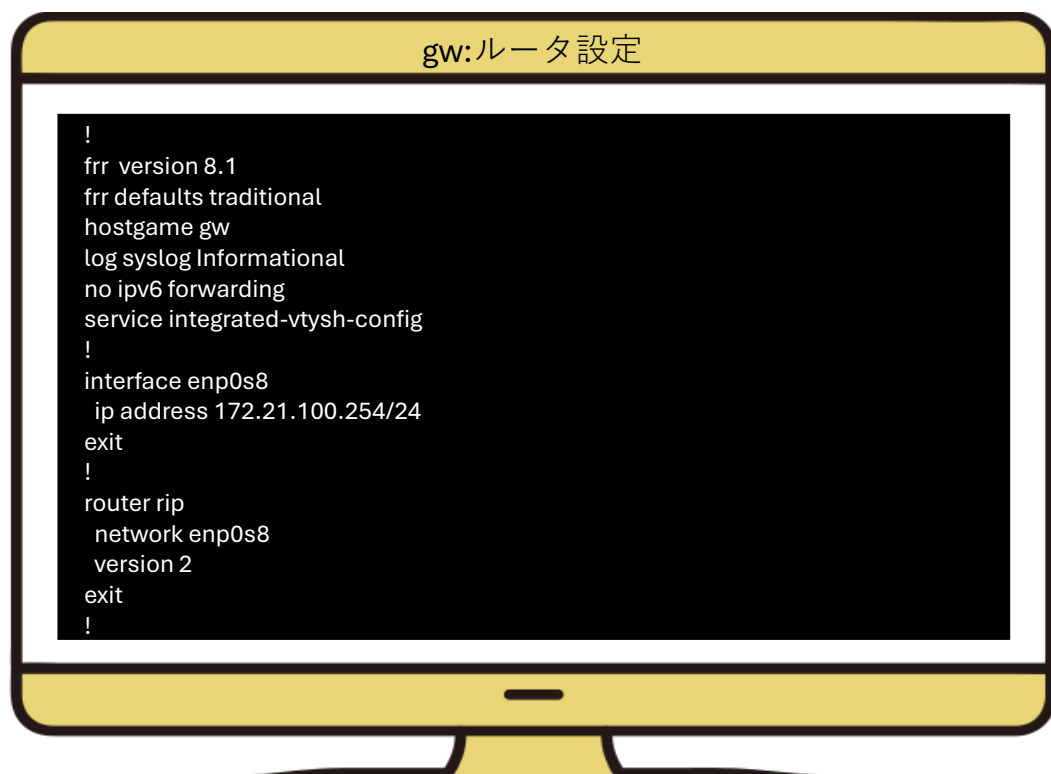 gw:ルータ設定
!
frr  version 8.1
frr defaults traditional
hostgame gw
log syslog Informational
no ipv6 forwarding
service integrated-vtysh-config
!
interface enp0s8
  ip address 172.21.100.254/24
exit
!
router rip
  network enp0s8
  version 2
exit
!